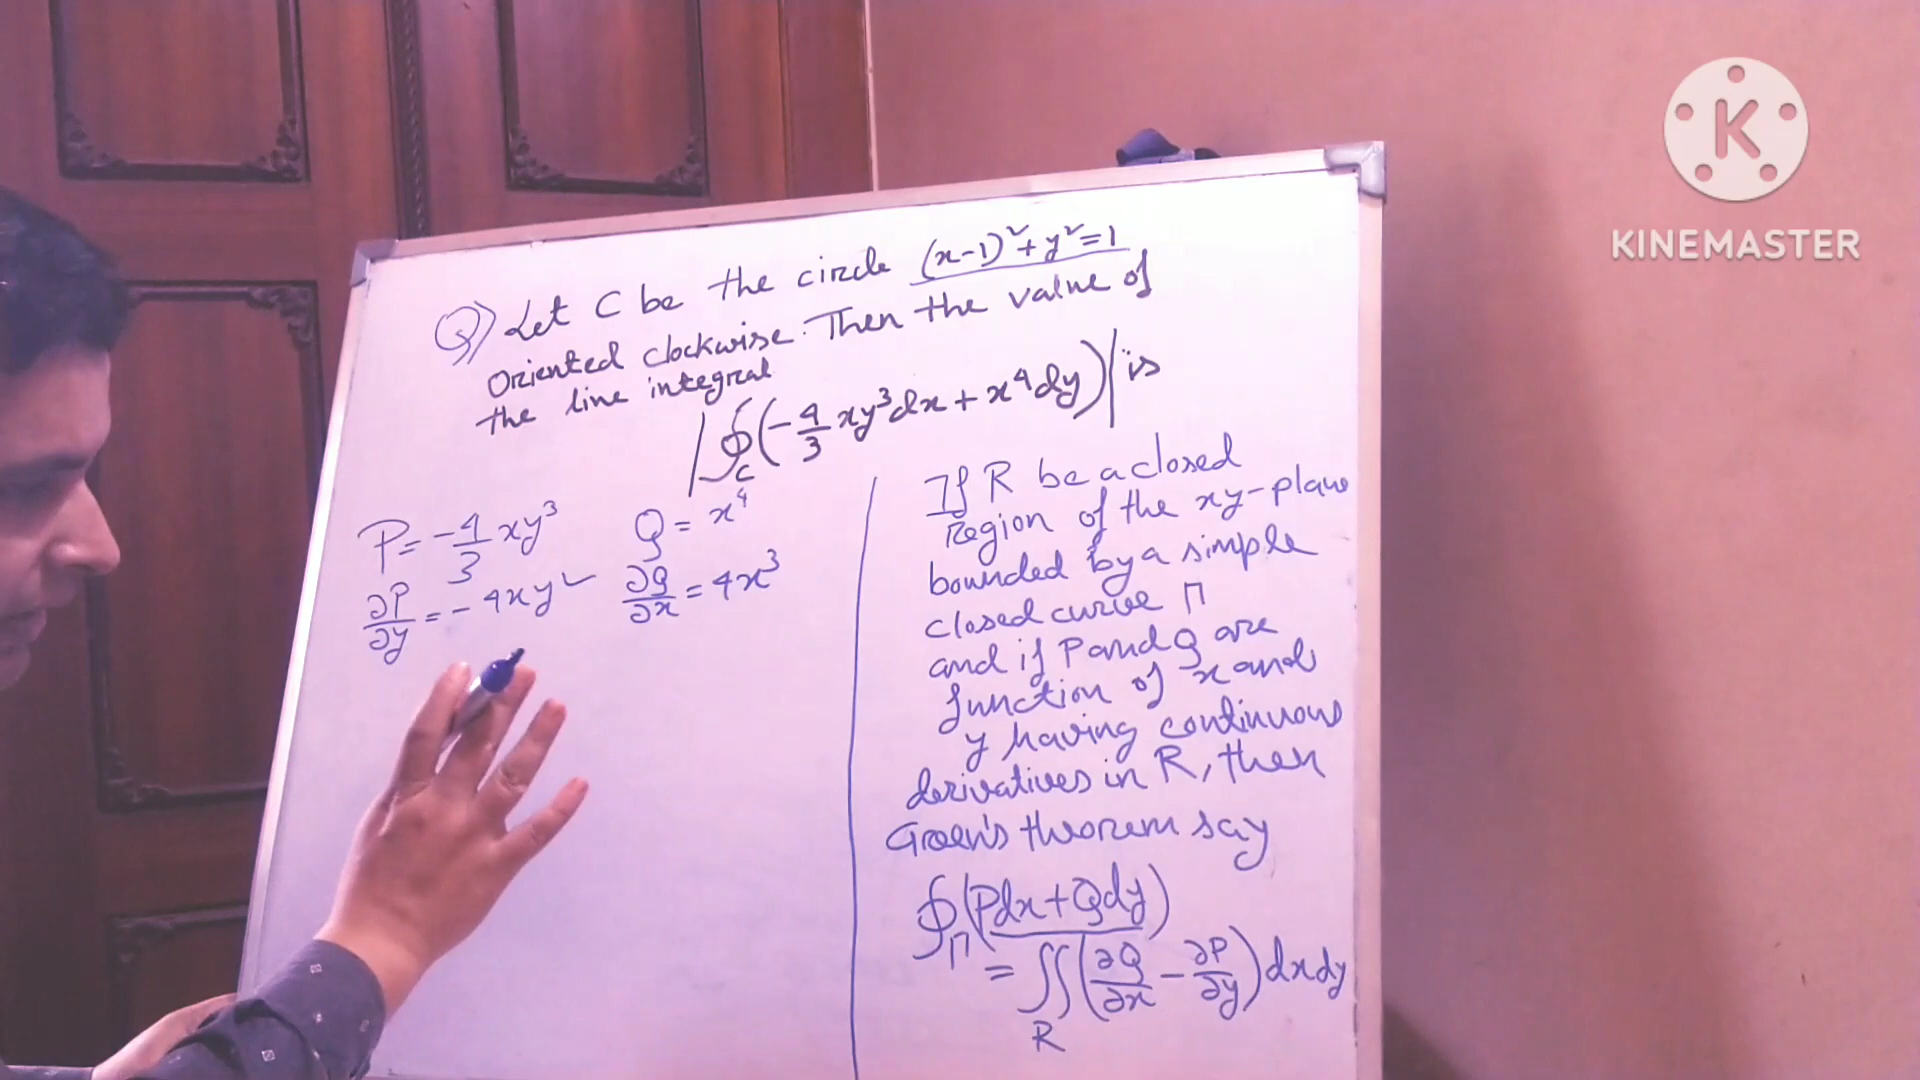 Q) Let C be the circle (x-1)²+y²=1
Oriented clockwise. Then the value of
the line integral
|∮_C(-4/3 xy³dx + x⁴dy)| is
P = -4/3 xy³ Q = x⁴
∂P/∂y = -4xy² ∂Q/∂x = 4x³
If R be a closed
Region of the xy-plane
bounded by a simple
closed curve Γ
and if P and Q are
function of x and
y having continuous
derivatives in R, then
Green's theorem say
∮_Γ(Pdx+Qdy)
= ∬_R(∂Q/∂x - ∂P/∂y)dxdy
K
KINEMASTER